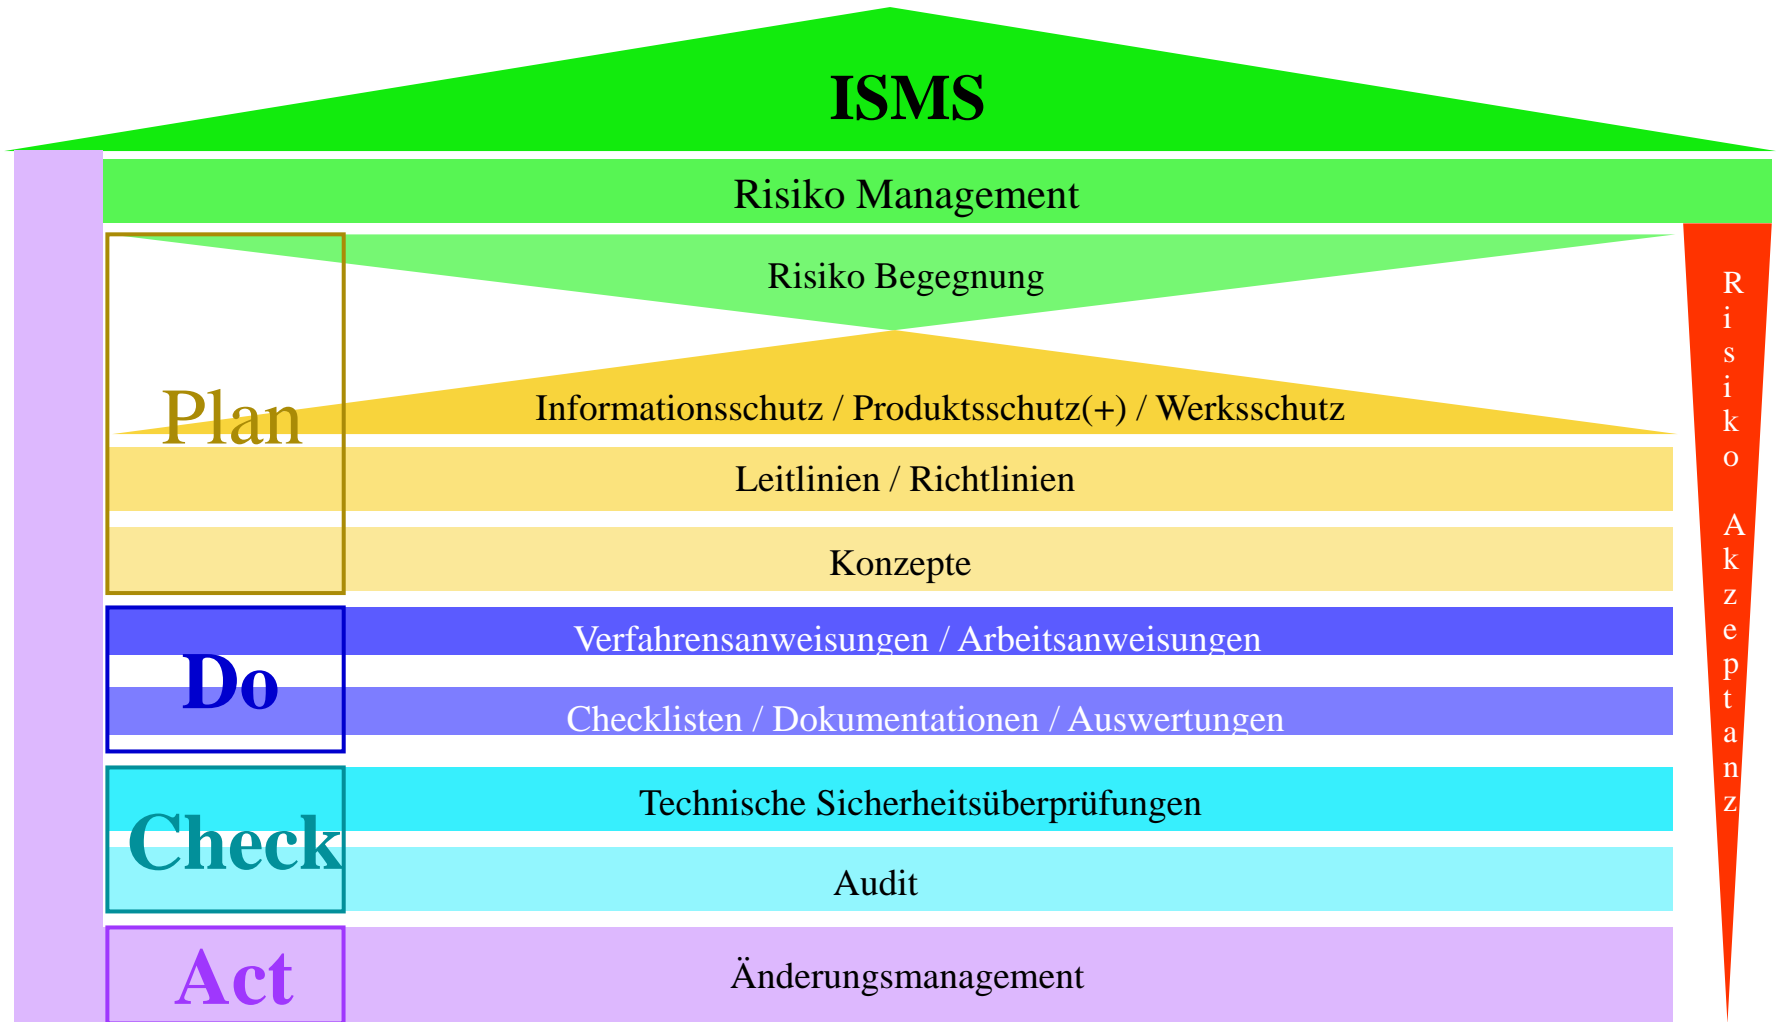 ISMS
Risiko Management
Risiko Begegnung
Informationsschutz / Produktsschutz(+) / Werksschutz
Plan
Leitlinien / Richtlinien
Konzepte
Verfahrensanweisungen / Arbeitsanweisungen
Do
Checklisten / Dokumentationen / Auswertungen
Technische Sicherheitsüberprüfungen
Check
Audit
Act
Änderungsmanagement
Risiko Akzeptanz